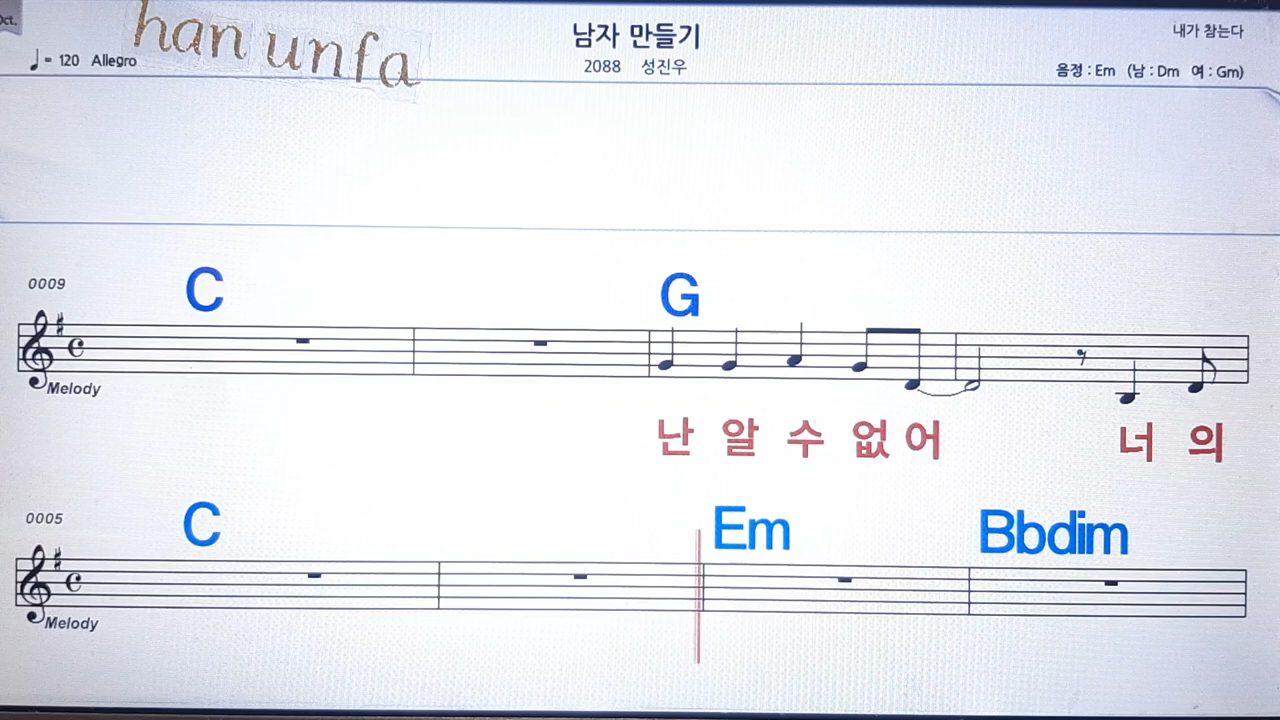 Oct.
han unfa
남자 만들기
내가 참는다
♩= 120 Allegro
2088 성진우
음정 : Em (남 : Dm 여 : Gm)
0009
C G
Melody
난 알 수 없 어 너 의
0005
C Em Bbdim
Melody